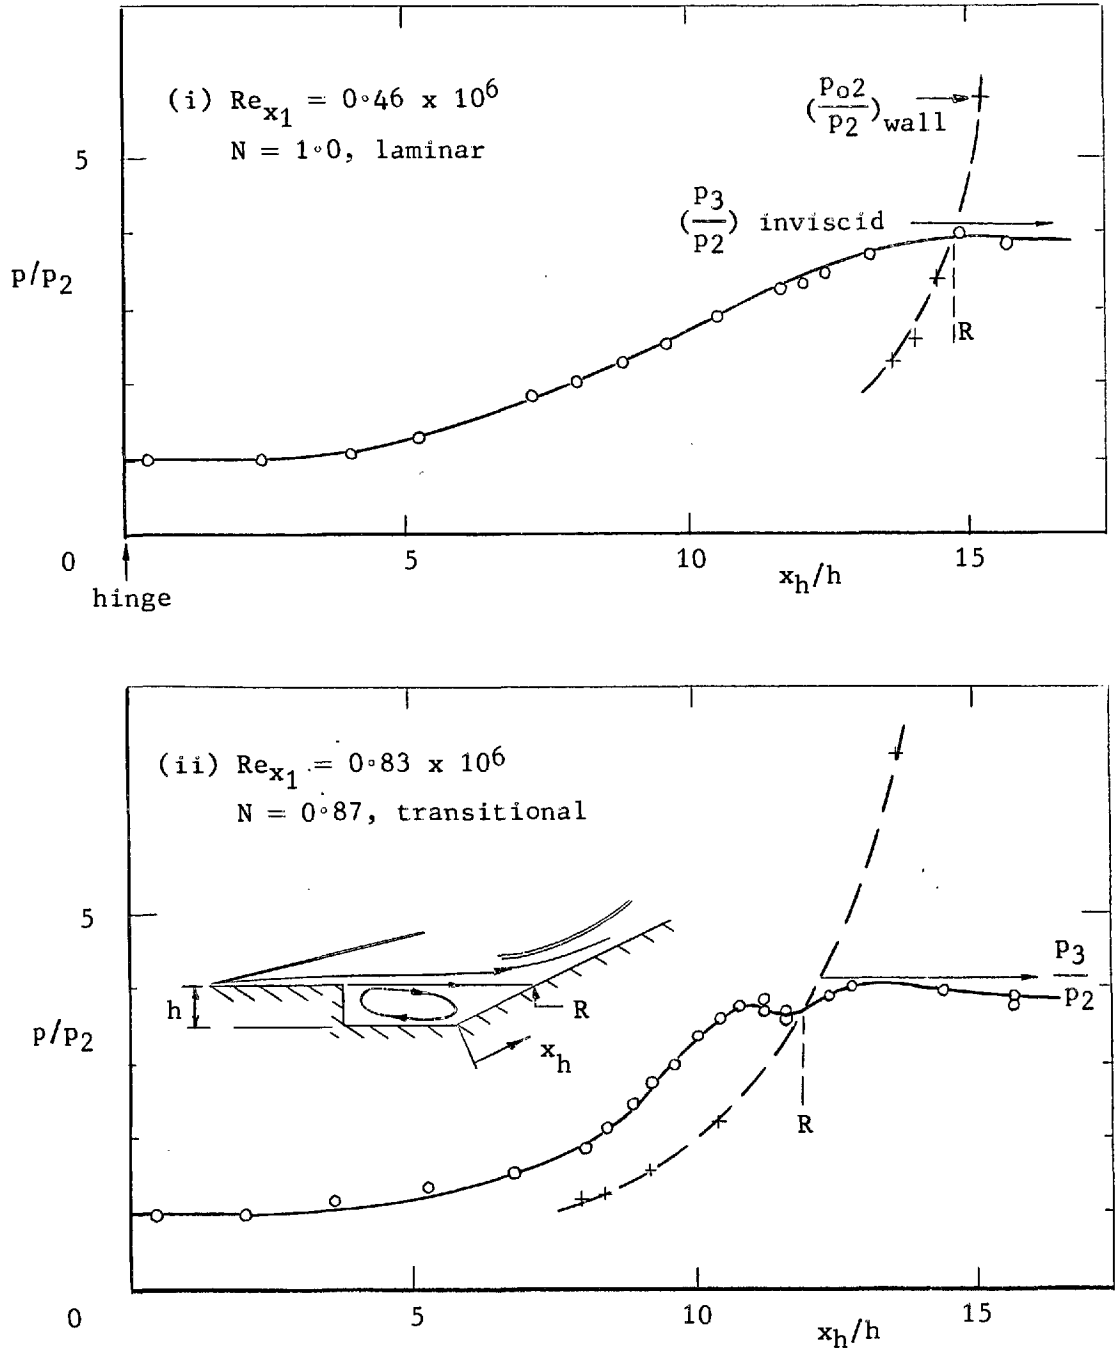 (i) Re_x1 = 0·46 x 10^6
N = 1·0, laminar
(p_o2/p_2)wall
5
(p_3/p_2) inviscid
p/p_2
R
0
5
10
15
x_h/h
hinge
(ii) Re_x1 = 0·83 x 10^6
N = 0·87, transitional
5
p_3/p_2
h
R
p/p_2
x_h
R
0
5
10
15
x_h/h